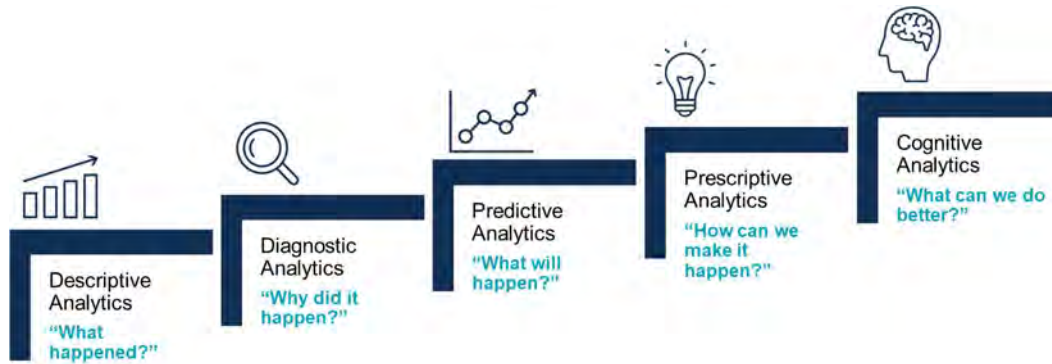 Descriptive
Analytics
“What
happened?”
Diagnostic
Analytics
“Why did it
happen?”
Predictive
Analytics
“What will
happen?”
Prescriptive
Analytics
“How can we
make it
happen?”
Cognitive
Analytics
“What can we do
better?”